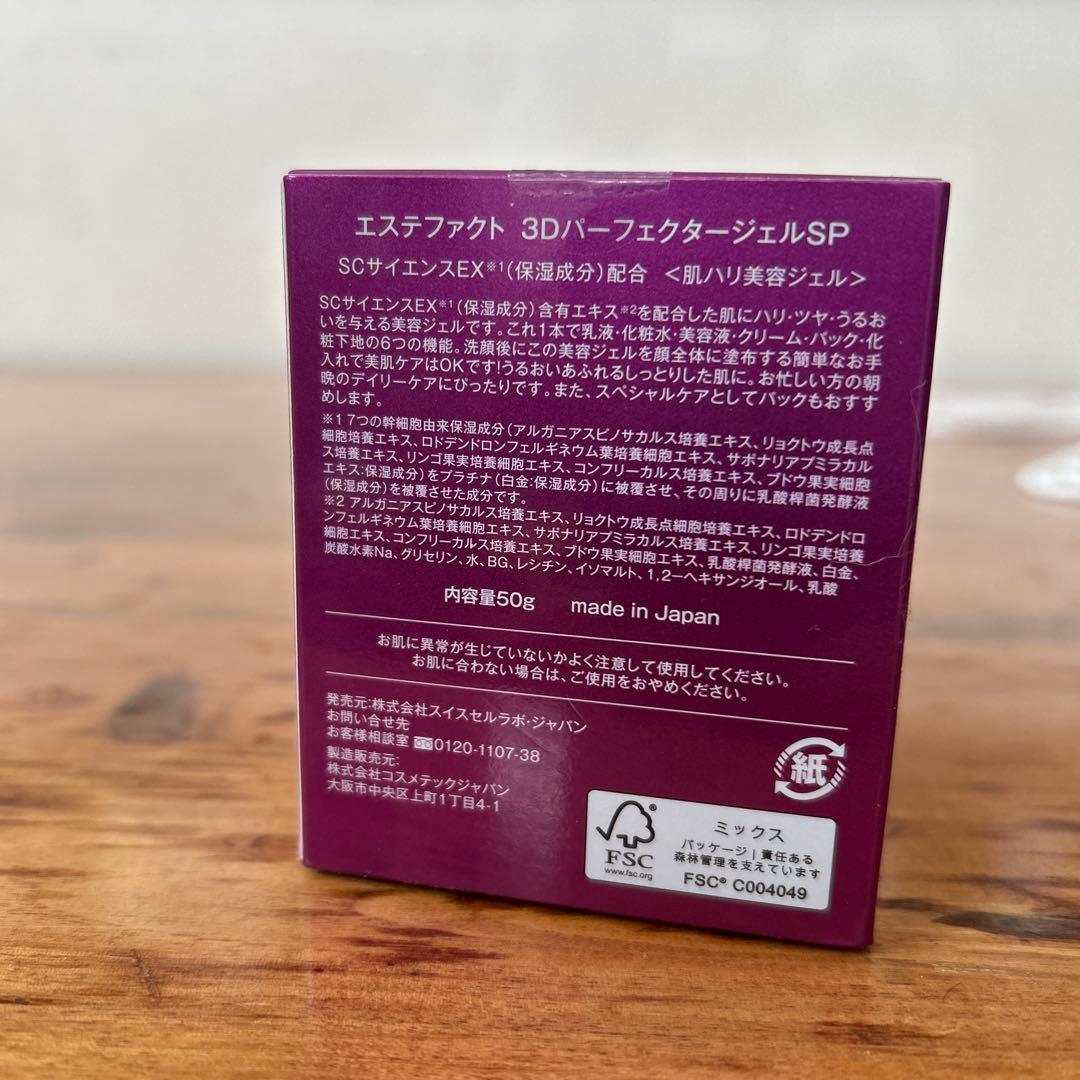 エステファクト 3DパーフェクタージェルSP
SCサイエンスEX※1(保湿成分)配合 <肌ハリ美容ジェル>
SCサイエンスEX※1(保湿成分)含有エキス※2を配合した肌にハリ・ツヤ・うるお
いを与える美容ジェルです。これ1本で乳液・化粧水・美容液・クリーム・パック・化
粧下地の6つの機能。洗顔後にこの美容ジェルを顔全体に塗布する簡単なお手
入れで美肌ケアはOKです!うるおいあふれるしっとりした肌に。お忙しい方の朝
晩のデイリーケアにぴったりです。また、スペシャルケアとしてパックもおすす
めします。
※1 7つの幹細胞由来保湿成分(アルガニアスピノサカルス培養エキス、リョクトウ成長点
細胞培養エキス、ロドデンドロンフェルギネウム葉培養細胞エキス、サポナリアプミラカル
ス培養エキス、リンゴ果実培養細胞エキス、コンフリーカルス培養エキス、ブドウ果実細胞
エキス:保湿成分)をプラチナ(白金:保湿成分)に被覆させ、その周りに乳酸桿菌発酵液
(保湿成分)を被覆させた成分です。
※2 アルガニアスピノサカルス培養エキス、リョクトウ成長点細胞培養エキス、ロドデンドロ
ンフェルギネウム葉培養細胞エキス、サポナリアプミラカルス培養エキス、リンゴ果実培養
細胞エキス、コンフリーカルス培養エキス、ブドウ果実細胞エキス、乳酸桿菌発酵液、白金、
炭酸水素Na、グリセリン、水、BG、レシチン、イソマルト、1,2-ヘキサンジオール、乳酸
内容量50g made in Japan
お肌に異常が生じていないかよく注意して使用してください。
お肌に合わない場合は、ご使用をおやめください。
発売元:株式会社スイスセルラボ・ジャパン
お問い合せ先
お客様相談室 0120-1107-38
製造販売元:
株式会社コスメテックジャパン
大阪市中央区上町1丁目4-1
紙
FSC
www.fsc.org
ミックス
パッケージ|責任ある
森林管理を支えています
FSC® C004049